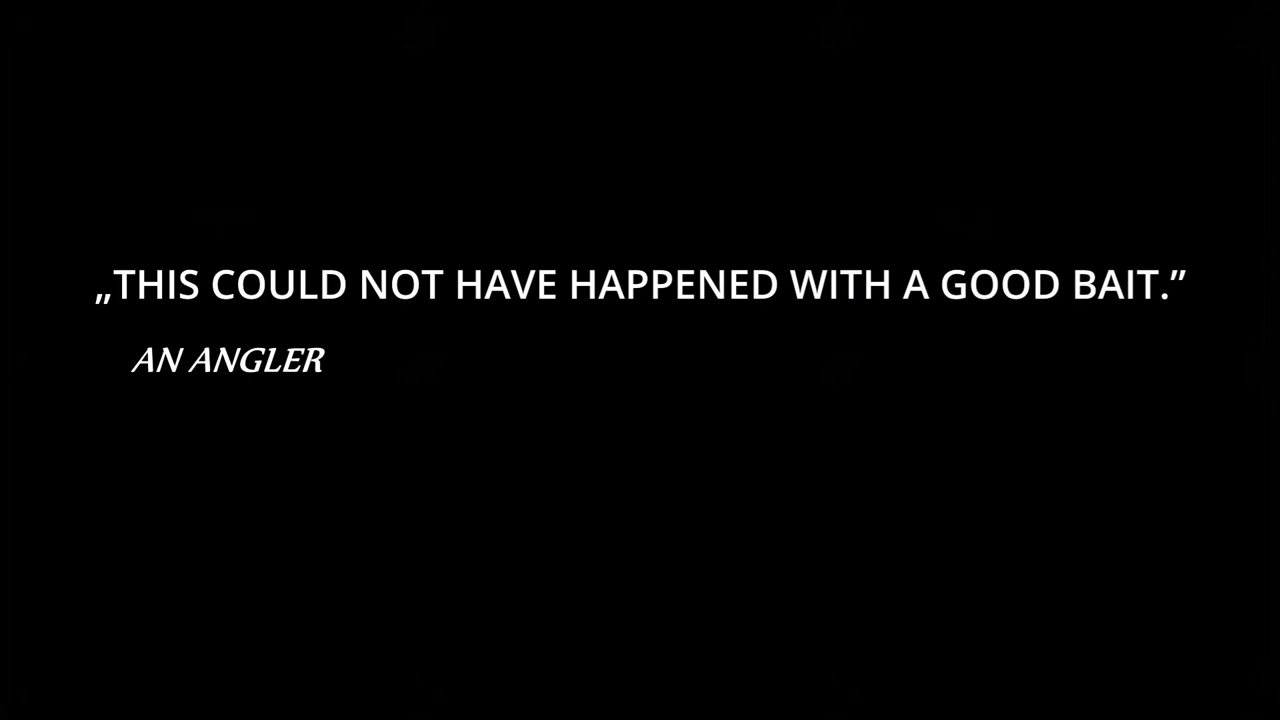 „THIS COULD NOT HAVE HAPPENED WITH A GOOD BAIT.”
AN ANGLER